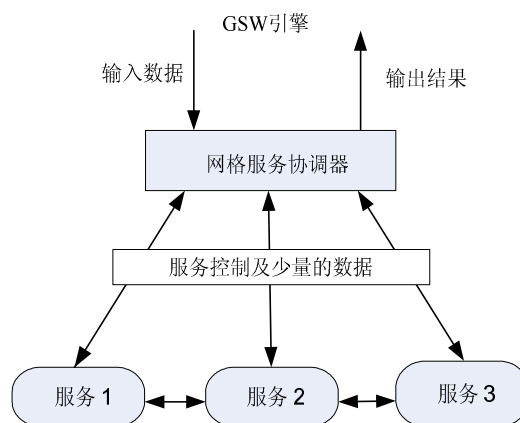 GSW引擎
输入数据
输出结果
网格服务协调器
服务控制及少量的数据
服务 1
服务 2
服务 3